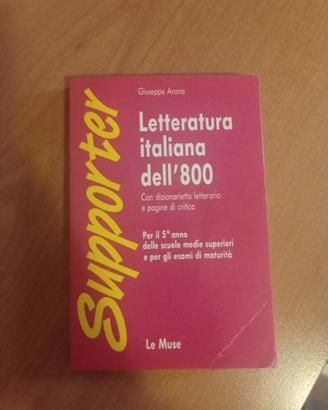 Giuseppe Arona
Supporter
Letteratura
italiana
dell'800
Con dizionarietto letterario
e pagine di critica
Per il 5º anno
delle scuole medie superiori
e per gli esami di maturità
Le Muse